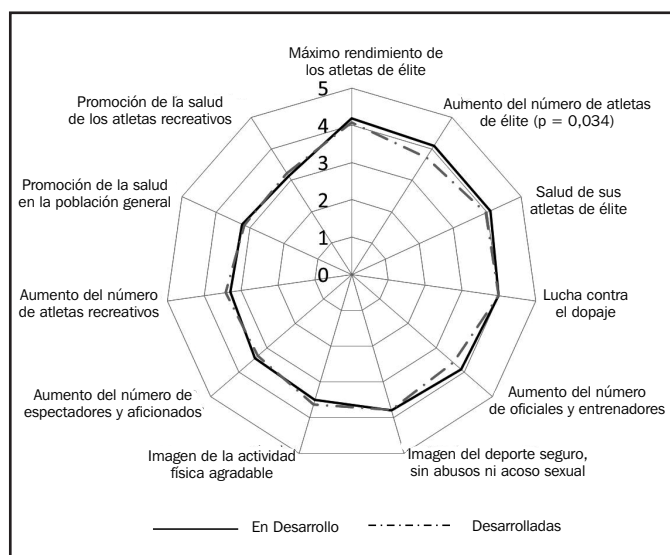 Máximo rendimiento de
los atletas de élite
Aumento del número de atletas
de élite (p = 0,034)
Salud de sus
atletas de élite
Lucha contra
el dopaje
Aumento del número
de oficiales y entrenadores
Imagen del deporte seguro,
sin abusos ni acoso sexual
Imagen de la actividad
física agradable
Aumento del número de
espectadores y aficionados
Aumento del número
de atletas recreativos
Promoción de la salud
en la población general
Promoción de la salud
de los atletas recreativos
5
4
3
2
1
0
En Desarrollo
Desarrolladas